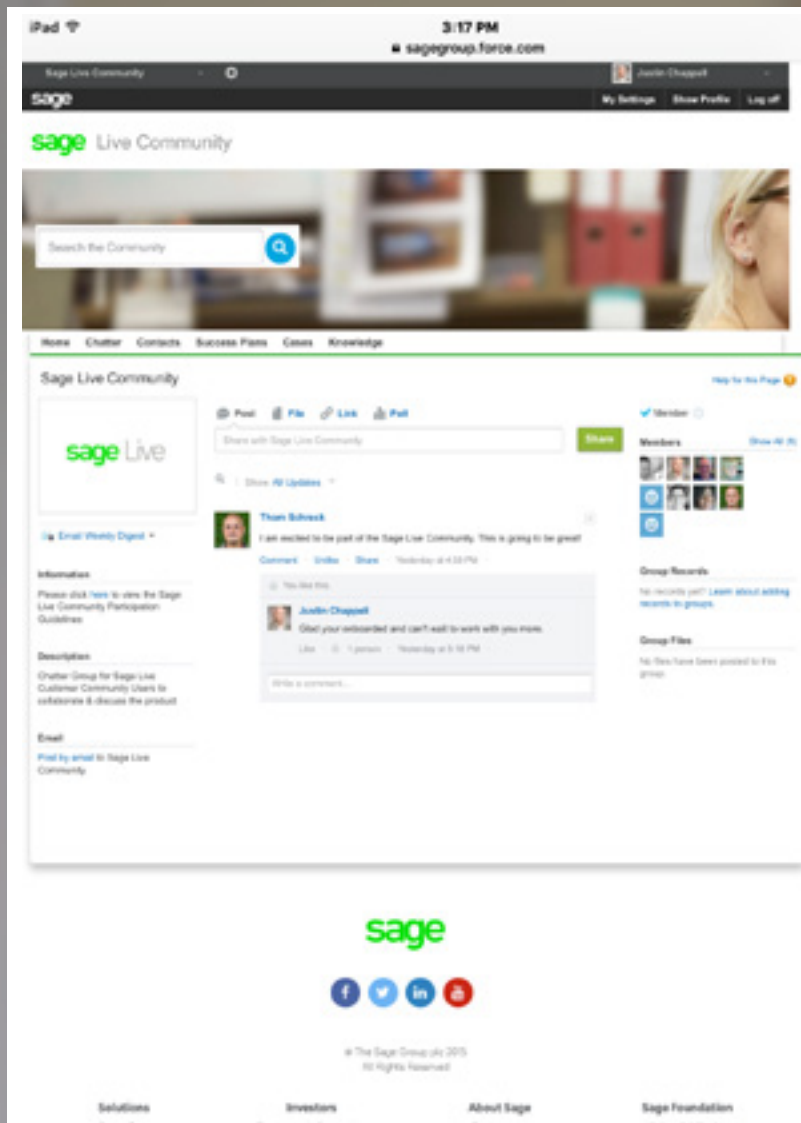 iPad
3:17 PM
sagegroup.force.com
Sage Live Community
Justin Chappell
sage
My Settings
Show Profile
Log off
sage Live Community
Search the Community
Home
Chatter
Contacts
Success Plans
Cases
Knowledge
Sage Live Community
Help for this Page
sage Live
Post
File
Link
Poll
Share with Sage Live Community
Share
Show All Updates
Member
Members
Show All (9)
Email Weekly Digest
Information
Please click here to view the Sage
Live Community Participation
Guidelines
Description
Chatter Group for Sage Live
Customer Community Users to
collaborate & discuss the product
Email
Post by email to Sage Live
Community
Thom Schrock
I am excited to be part of the Sage Live Community. This is going to be great!
Comment · Unlike · Share · Yesterday at 4:59 PM
You like this.
Justin Chappell
Glad your onboarded and can't wait to work with you more.
Like · 1 person · Yesterday at 5:18 PM
Write a comment...
Group Records
No records yet? Learn about adding
records to groups.
Group Files
No files have been posted to this
group.
sage
f
in
© The Sage Group plc 2015
All Rights Reserved
Solutions
Investors
About Sage
Sage Foundation